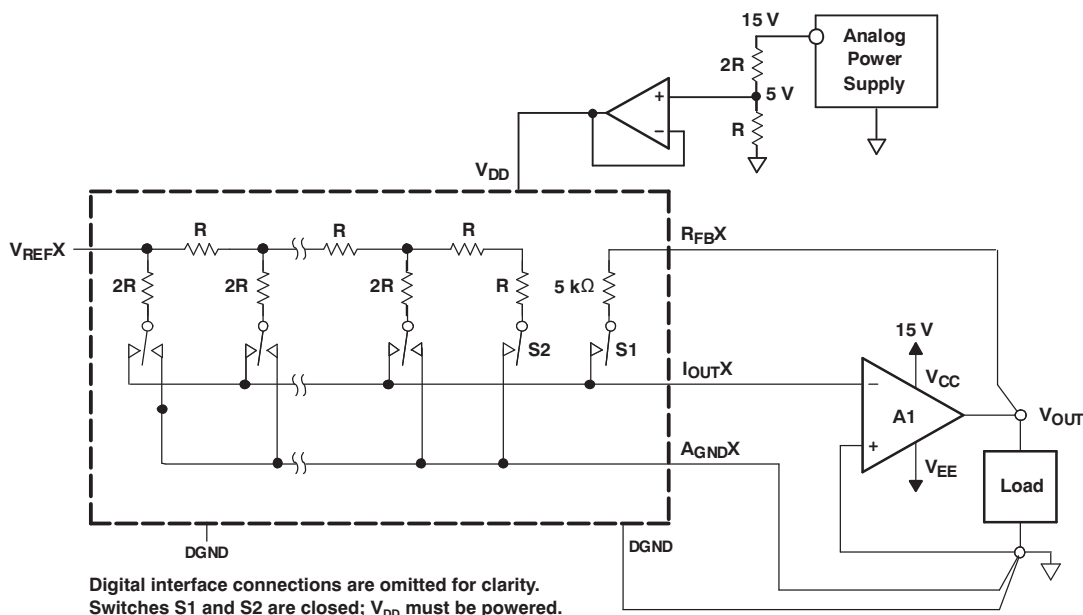 15 V
Analog
Power
Supply
2R
5 V
R
+
−
VDD
R
R
R
VREFX
RFBX
2R
2R
2R
R
5 kΩ
S2
S1
15 V
VCC
IOUTX
−
A1
VOUT
+
VEE
Load
AGNDX
DGND
DGND
Digital interface connections are omitted for clarity.
Switches S1 and S2 are closed; VDD must be powered.